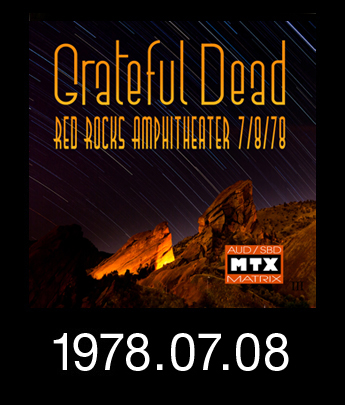 Grateful Dead
RED ROCKS AMPHITHEATER 7/8/78
AUD/SBD
MTX
MATRIX
1978.07.08